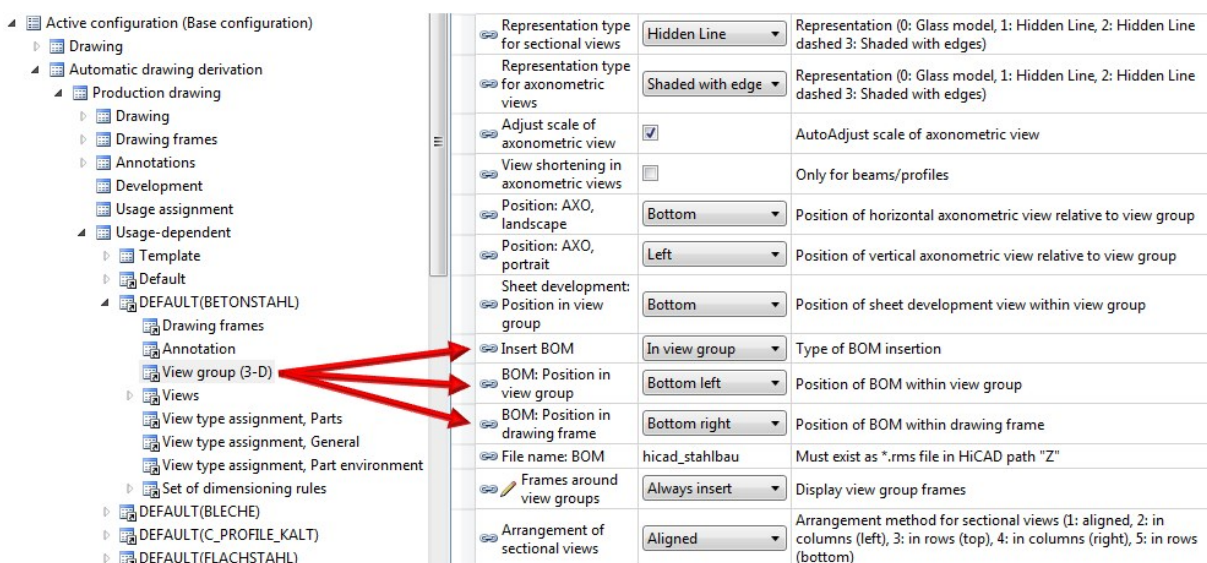 Active configuration (Base configuration)
Drawing
Automatic drawing derivation
Production drawing
Drawing
Drawing frames
Annotations
Development
Usage assignment
Usage-dependent
Template
Default
DEFAULT(BETONSTAHL)
Drawing frames
Annotation
View group (3-D)
Views
View type assignment, Parts
View type assignment, General
View type assignment, Part environment
Set of dimensioning rules
DEFAULT(BLECHE)
DEFAULT(C_PROFILE_KALT)
DEFAULT(FLACHSTAHL)
Representation type
for sectional views
Hidden Line
Representation (0: Glass model, 1: Hidden Line, 2: Hidden Line
dashed 3: Shaded with edges)
Representation type
for axonometric
views
Shaded with edge
Representation (0: Glass model, 1: Hidden Line, 2: Hidden Line
dashed 3: Shaded with edges)
Adjust scale of
axonometric view
AutoAdjust scale of axonometric view
View shortening in
axonometric views
Only for beams/profiles
Position: AXO,
landscape
Bottom
Position of horizontal axonometric view relative to view group
Position: AXO,
portrait
Left
Position of vertical axonometric view relative to view group
Sheet development:
Position in view
group
Bottom
Position of sheet development view within view group
Insert BOM
In view group
Type of BOM insertion
BOM: Position in
view group
Bottom left
Position of BOM within view group
BOM: Position in
drawing frame
Bottom right
Position of BOM within drawing frame
File name: BOM
hicad_stahlbau
Must exist as *.rms file in HiCAD path "Z"
Frames around
view groups
Always insert
Display view group frames
Arrangement of
sectional views
Aligned
Arrangement method for sectional views (1: aligned, 2: in
columns (left), 3: in rows (top), 4: in columns (right), 5: in rows
(bottom)